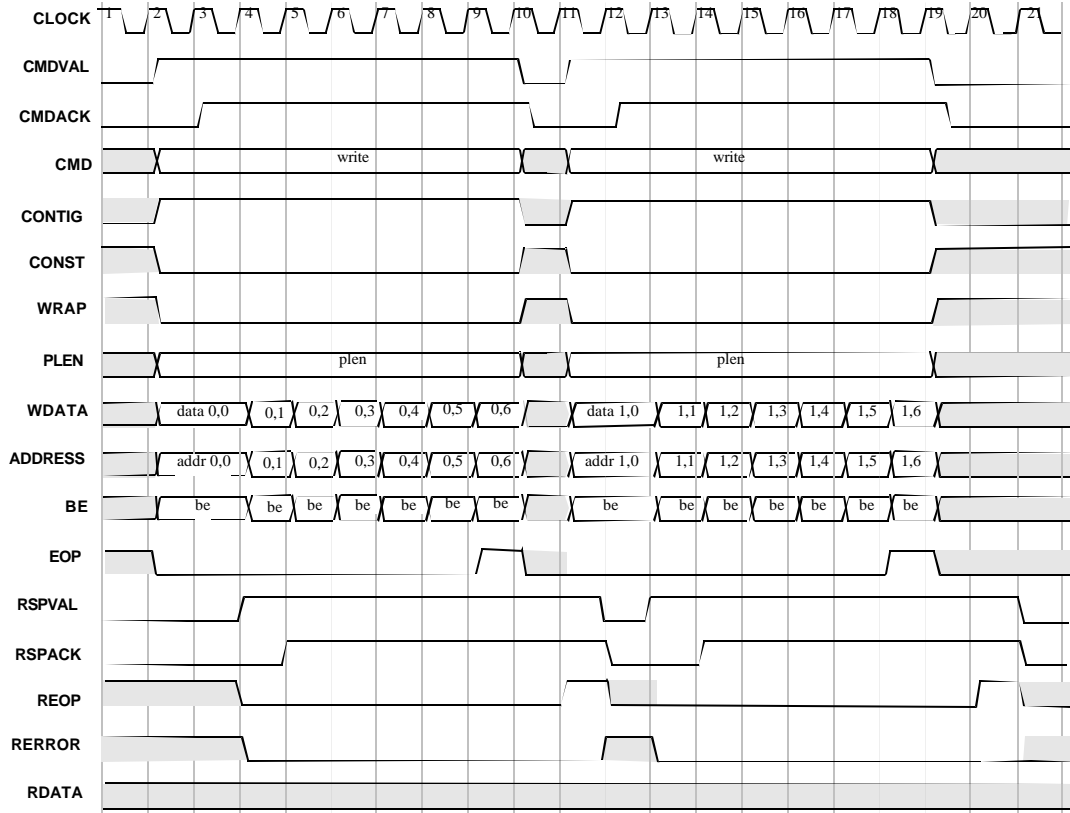 CLOCK 1 2 3 4 5 6 7 8 9 10 11 12 13 14 15 16 17 18 19 20 21
CMDVAL
CMDACK
CMD write write
CONTIG
CONST
WRAP
PLEN plen plen
WDATA data 0,0 0,1 0,2 0,3 0,4 0,5 0,6 data 1,0 1,1 1,2 1,3 1,4 1,5 1,6
ADDRESS addr 0,0 0,1 0,2 0,3 0,4 0,5 0,6 addr 1,0 1,1 1,2 1,3 1,4 1,5 1,6
BE be be be be be be be be be be be be be be
EOP
RSPVAL
RSPACK
REOP
RERROR
RDATA